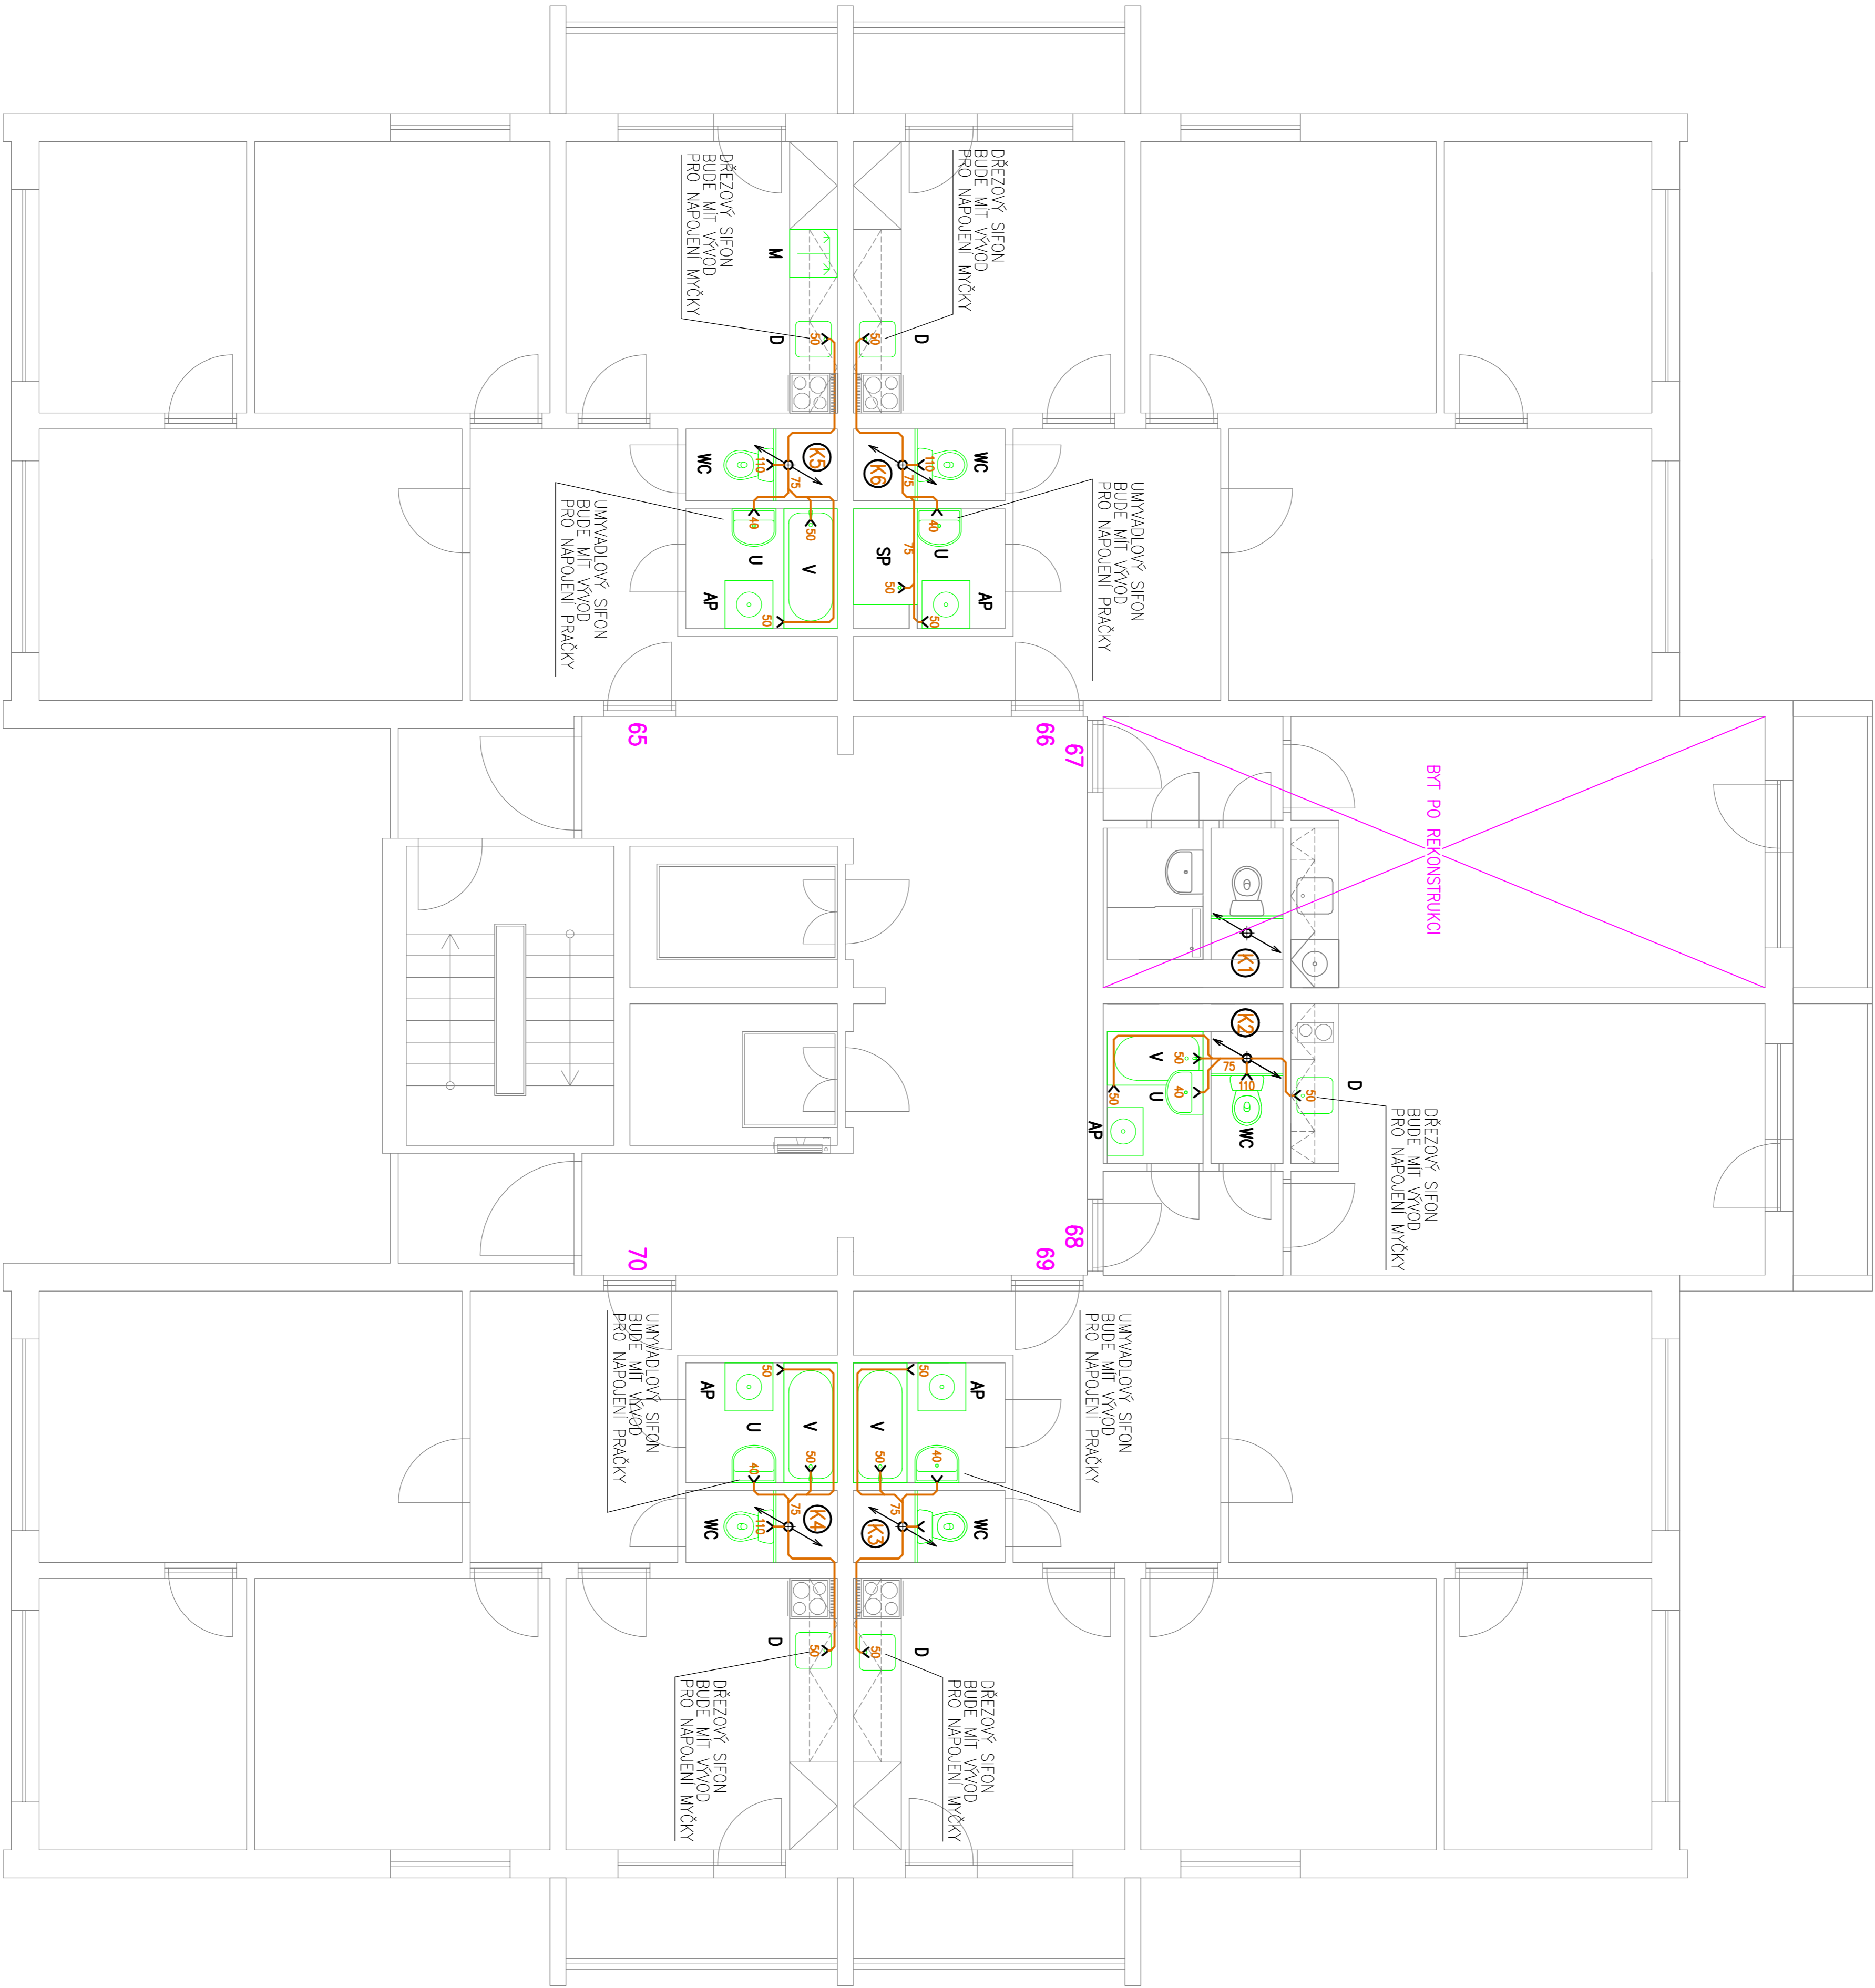 DŘEZOVÝ SIFON
BUDE MÍT VÝVOD
PRO NAPOJENÍ MYČKY
DŘEZOVÝ SIFON
BUDE MÍT VÝVOD
PRO NAPOJENÍ MYČKY
M
D
D
50
50
WC
110
K5
75
K6
110
75
WC
UMYVADLOVÝ SIFON
BUDE MÍT VÝVOD
PRO NAPOJENÍ PRAČKY
UMYVADLOVÝ SIFON
BUDE MÍT VÝVOD
PRO NAPOJENÍ PRAČKY
40
50
U
V
AP
50
SP
75
40
U
50
AP
50
65
66
67
BYT PO REKONSTRUKCI
K1
K2
V
50
75
110
40
U
50
AP
WC
50
D
DŘEZOVÝ SIFON
BUDE MÍT VÝVOD
PRO NAPOJENÍ MYČKY
70
69
68
UMYVADLOVÝ SIFON
BUDE MÍT VÝVOD
PRO NAPOJENÍ PRAČKY
UMYVADLOVÝ SIFON
BUDE MÍT VÝVOD
PRO NAPOJENÍ PRAČKY
50
AP
V
U
50
40
50
AP
V
50
40
WC
110
75
K4
K3
75
WC
D
50
50
D
DŘEZOVÝ SIFON
BUDE MÍT VÝVOD
PRO NAPOJENÍ MYČKY
DŘEZOVÝ SIFON
BUDE MÍT VÝVOD
PRO NAPOJENÍ MYČKY